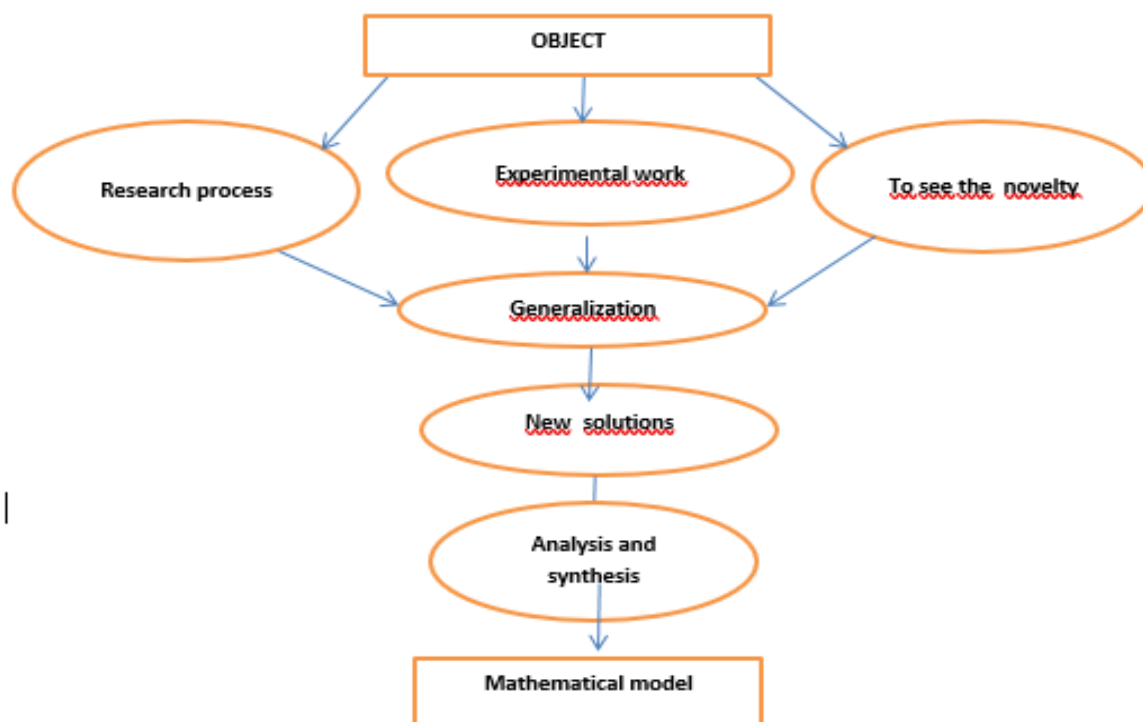 OBJECT
Research process
Experimental work
To see the novelty
Generalization
New solutions
Analysis and
synthesis
Mathematical model